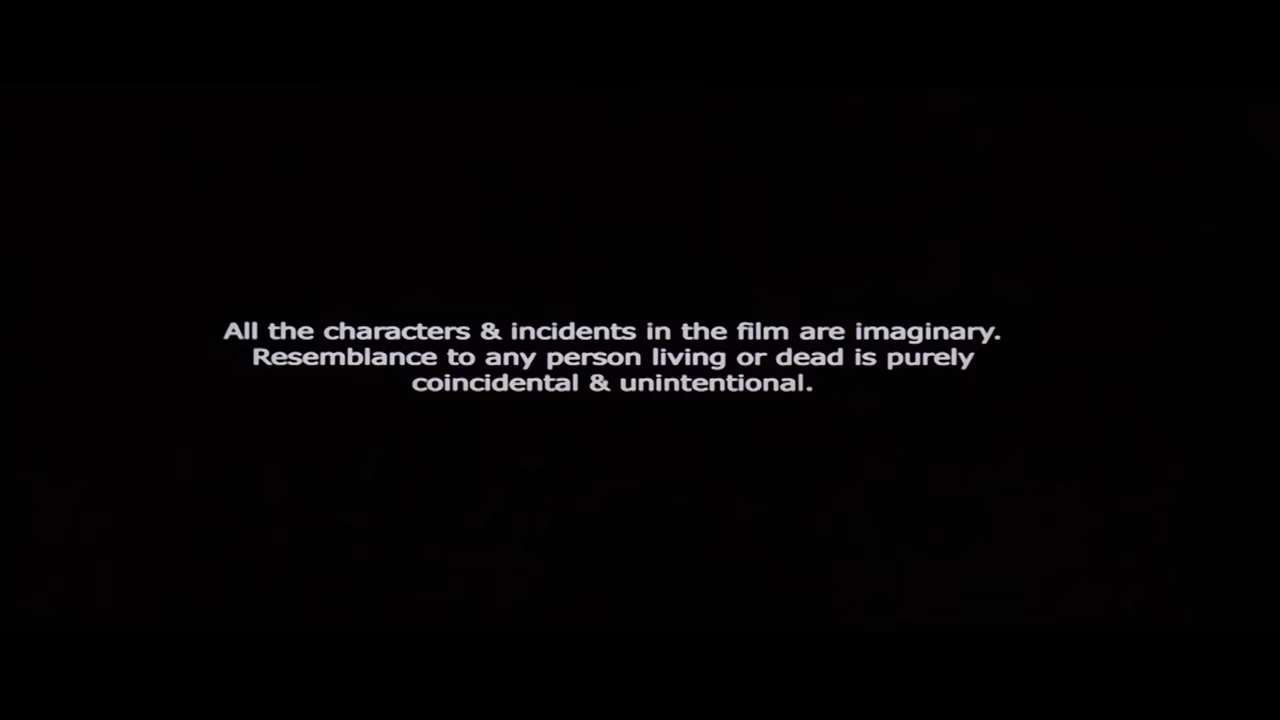 All the characters & incidents in the film are imaginary.
Resemblance to any person living or dead is purely
coincidental & unintentional.